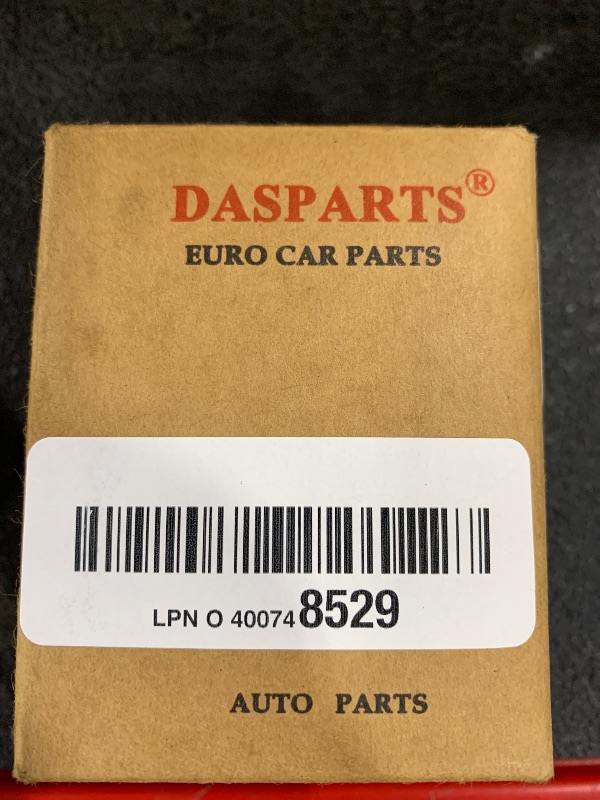 DASPARTS®
EURO CAR PARTS
LPN O 400748529
AUTO PARTS